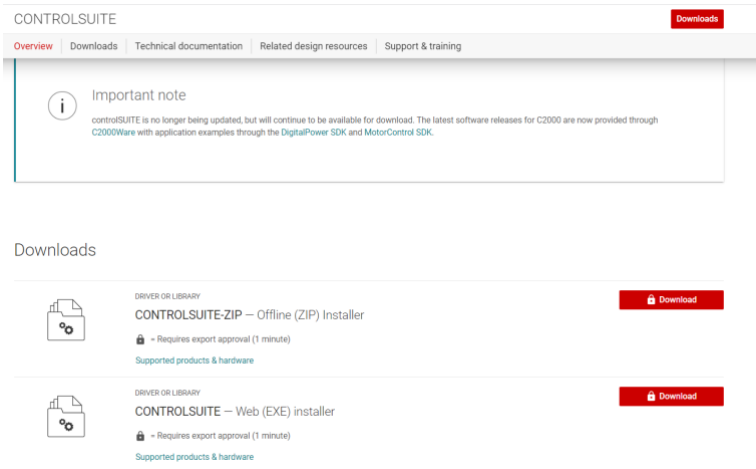 CONTROLSUITE
Downloads
Overview
Downloads
Technical documentation
Related design resources
Support & training
i
Important note
controlSUITE is no longer being updated, but will continue to be available for download. The latest software releases for C2000 are now provided through
C2000Ware with application examples through the DigitalPower SDK and MotorControl SDK.
Downloads
DRIVER OR LIBRARY
CONTROLSUITE-ZIP — Offline (ZIP) Installer
Download
= Requires export approval (1 minute)
Supported products & hardware
DRIVER OR LIBRARY
CONTROLSUITE — Web (EXE) installer
Download
= Requires export approval (1 minute)
Supported products & hardware